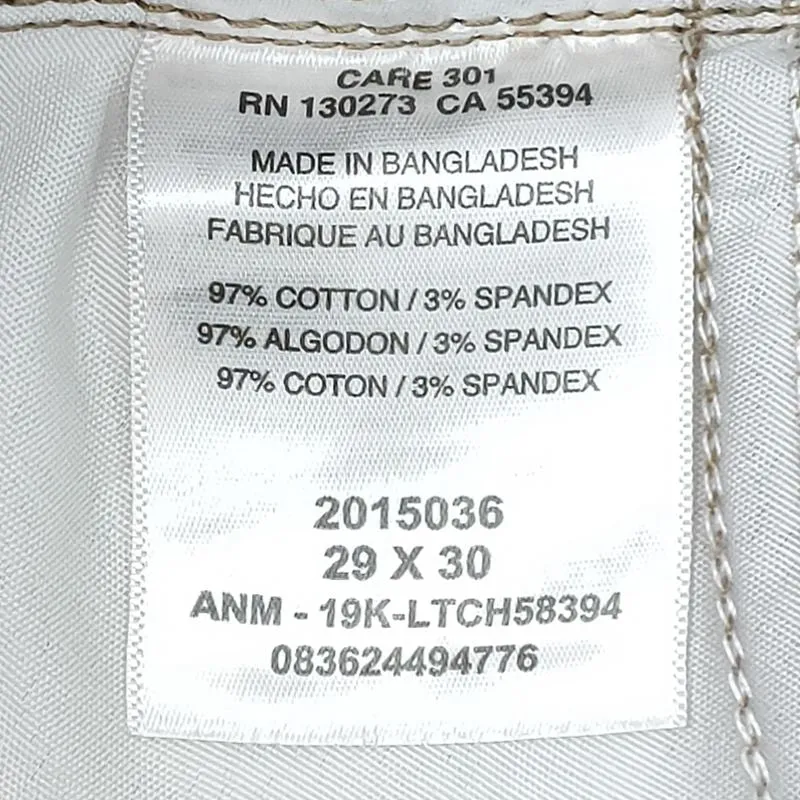 CARE 301
RN 130273 CA 55394
MADE IN BANGLADESH
HECHO EN BANGLADESH
FABRIQUE AU BANGLADESH
97% COTTON / 3% SPANDEX
97% ALGODON / 3% SPANDEX
97% COTON / 3% SPANDEX
2015036
29 X 30
ANM - 19K-LTCH58394
083624494776